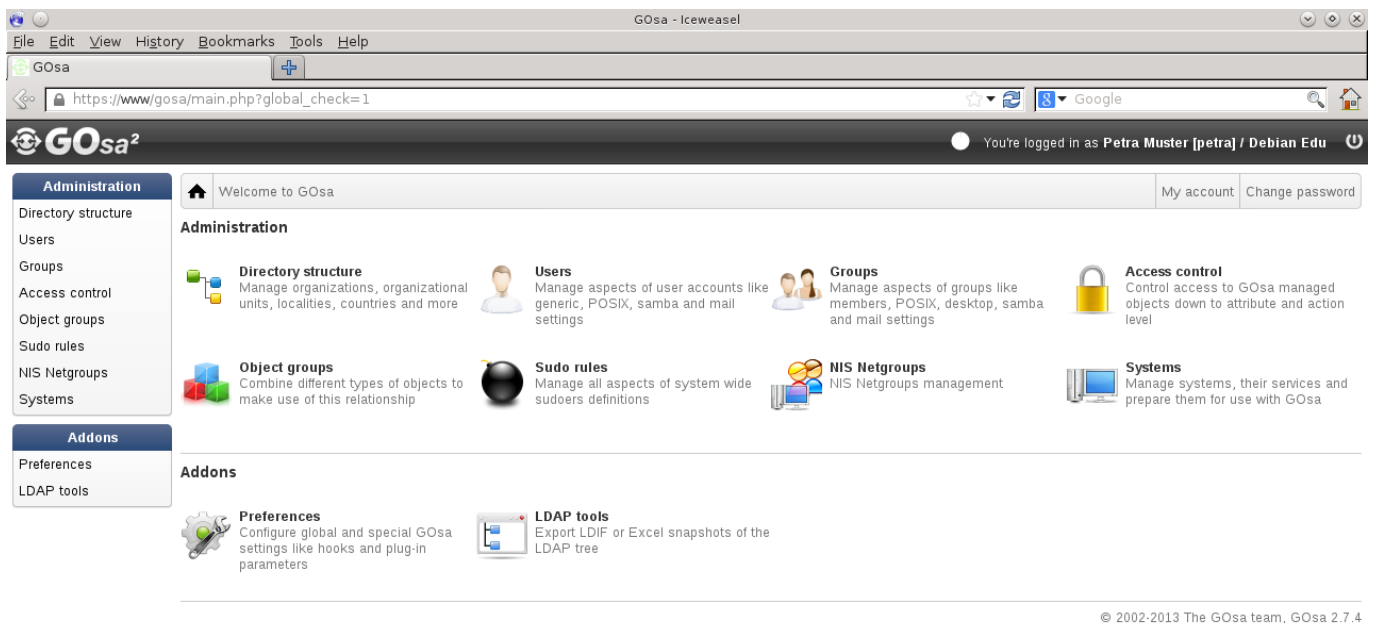 GOsa - Iceweasel
File Edit View History Bookmarks Tools Help
GOsa
https://www/gosa/main.php?global_check=1
8
Google
GOsa²
You're logged in as Petra Muster [petra] / Debian Edu
Administration
Directory structure
Users
Groups
Access control
Object groups
Sudo rules
NIS Netgroups
Systems
Addons
Preferences
LDAP tools
Welcome to GOsa
My account
Change password
Administration
Directory structure
Manage organizations, organizational
units, localities, countries and more
Users
Manage aspects of user accounts like
generic, POSIX, samba and mail
settings
Groups
Manage aspects of groups like
members, POSIX, desktop, samba
and mail settings
Access control
Control access to GOsa managed
objects down to attribute and action
level
Object groups
Combine different types of objects to
make use of this relationship
Sudo rules
Manage all aspects of system wide
sudoers definitions
NIS Netgroups
NIS Netgroups management
Systems
Manage systems, their services and
prepare them for use with GOsa
Addons
Preferences
Configure global and special GOsa
settings like hooks and plug-in
parameters
LDAP tools
Export LDIF or Excel snapshots of the
LDAP tree
© 2002-2013 The GOsa team, GOsa 2.7.4